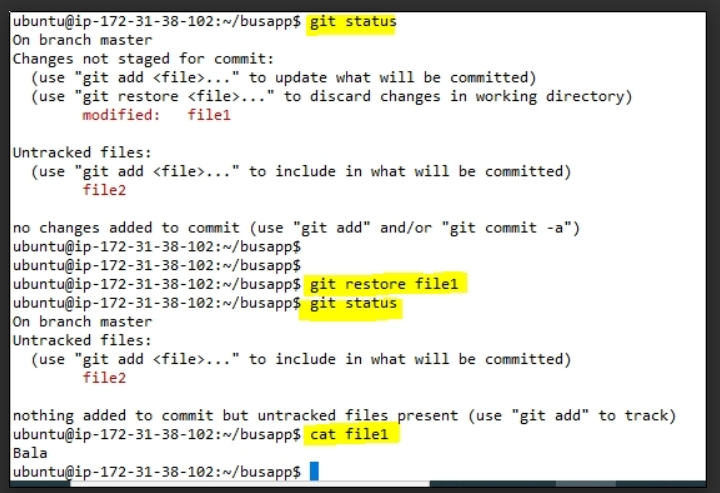 ubuntu@ip-172-31-38-102:~/busapp$ git status
On branch master
Changes not staged for commit:
  (use "git add <file>..." to update what will be committed)
  (use "git restore <file>..." to discard changes in working directory)
        modified:   file1

Untracked files:
  (use "git add <file>..." to include in what will be committed)
        file2

no changes added to commit (use "git add" and/or "git commit -a")
ubuntu@ip-172-31-38-102:~/busapp$
ubuntu@ip-172-31-38-102:~/busapp$
ubuntu@ip-172-31-38-102:~/busapp$ git restore file1
ubuntu@ip-172-31-38-102:~/busapp$ git status
On branch master
Untracked files:
  (use "git add <file>..." to include in what will be committed)
        file2

nothing added to commit but untracked files present (use "git add" to track)
ubuntu@ip-172-31-38-102:~/busapp$ cat file1
Bala
ubuntu@ip-172-31-38-102:~/busapp$